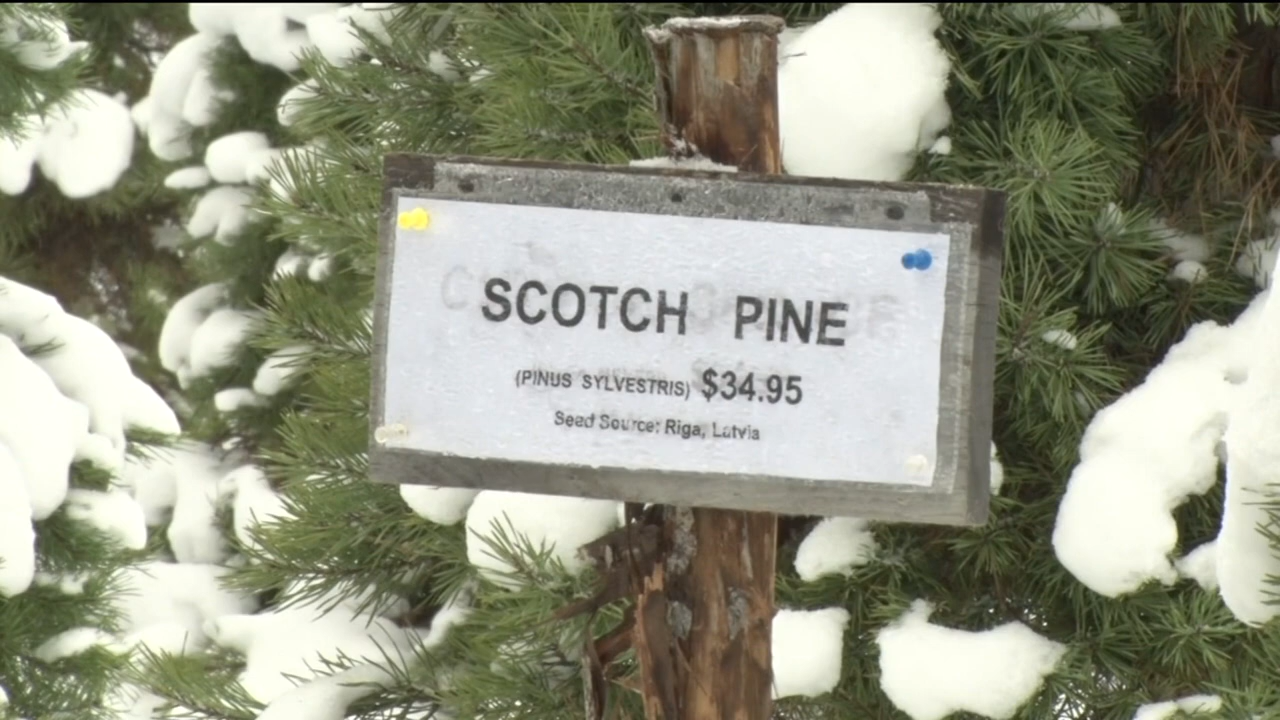 SCOTCH PINE
(PINUS SYLVESTRIS) $34.95
Seed Source: Riga, Latvia